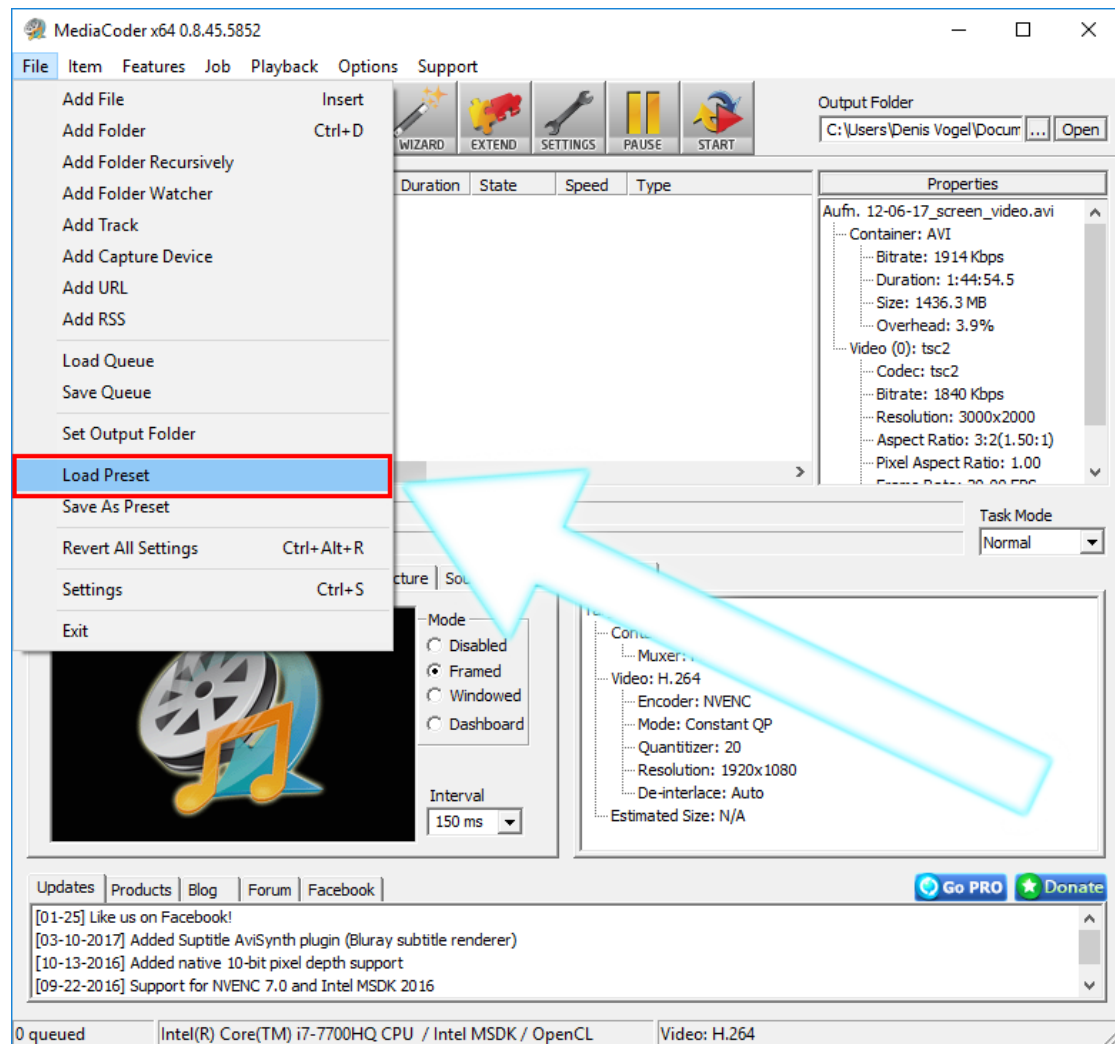 MediaCoder x64 0.8.45.5852
File Item Features Job Playback Options Support
Add File Insert
Add Folder Ctrl+D
Add Folder Recursively
Add Folder Watcher
Add Track
Add Capture Device
Add URL
Add RSS
Load Queue
Save Queue
Set Output Folder
Load Preset
Save As Preset
Revert All Settings Ctrl+Alt+R
Settings Ctrl+S
Exit
WIZARD EXTEND SETTINGS PAUSE START
Output Folder
C:\Users\Denis Vogel\Docum ... Open
Duration State Speed Type
Properties
Aufn. 12-06-17_screen_video.avi
Container: AVI
Bitrate: 1914 Kbps
Duration: 1:44:54.5
Size: 1436.3 MB
Overhead: 3.9%
Video (0): tsc2
Codec: tsc2
Bitrate: 1840 Kbps
Resolution: 3000x2000
Aspect Ratio: 3:2(1.50:1)
Pixel Aspect Ratio: 1.00
Task Mode
Normal
Mode
Disabled
Framed
Windowed
Dashboard
Interval
150 ms
Muxer:
Video: H.264
Encoder: NVENC
Mode: Constant QP
Quantitizer: 20
Resolution: 1920x1080
De-interlace: Auto
Estimated Size: N/A
Updates Products Blog Forum Facebook
Go PRO Donate
[01-25] Like us on Facebook!
[03-10-2017] Added Suptitle AviSynth plugin (Bluray subtitle renderer)
[10-13-2016] Added native 10-bit pixel depth support
[09-22-2016] Support for NVENC 7.0 and Intel MSDK 2016
0 queued Intel(R) Core(TM) i7-7700HQ CPU / Intel MSDK / OpenCL Video: H.264